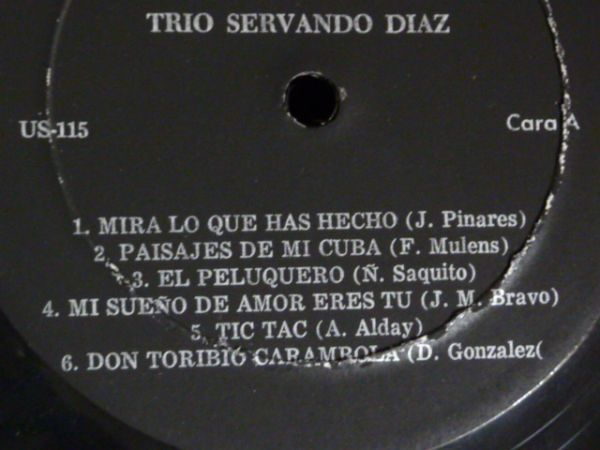 TRIO SERVANDO DIAZ
US-115
Cara A
1. MIRA LO QUE HAS HECHO (J. Pinares)
2. PAISAJES DE MI CUBA (F. Mulens)
3. EL PELUQUERO (Ñ. Saquito)
4. MI SUEÑO DE AMOR ERES TU (J. M. Bravo)
5. TIC TAC (A. Alday)
6. DON TORIBIO CARAMBOLA (D. Gonzalez(